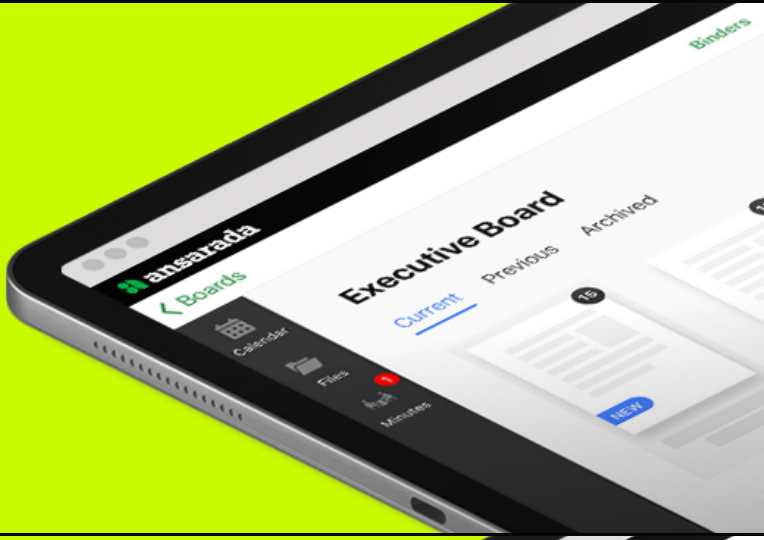 Binders
ansarada
Boards
Executive Board
Current
Previous
Archived
Calendar
Files
1
Minutes
15
NEW